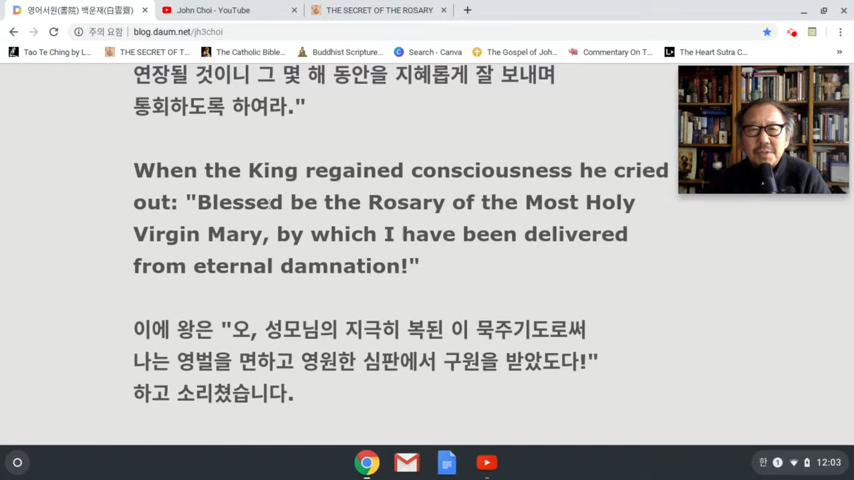 영어서원(書院) 백운재(白雲齋)
John Choi - YouTube
THE SECRET OF THE ROSARY
주의 요함
blog.daum.net/jh3choi
Tao Te Ching by L...
THE SECRET OF T...
The Catholic Bible...
Buddhist Scripture...
Search - Canva
The Gospel of Joh...
Commentary On T...
The Heart Sutra C...
»
연장될 것이니 그 몇 해 동안을 지혜롭게 잘 보내며
통회하도록 하여라."
When the King regained consciousness he cried
out: "Blessed be the Rosary of the Most Holy
Virgin Mary, by which I have been delivered
from eternal damnation!"
이에 왕은 "오, 성모님의 지극히 복된 이 묵주기도로써
나는 영벌을 면하고 영원한 심판에서 구원을 받았도다!"
하고 소리쳤습니다.
한 1 12:03